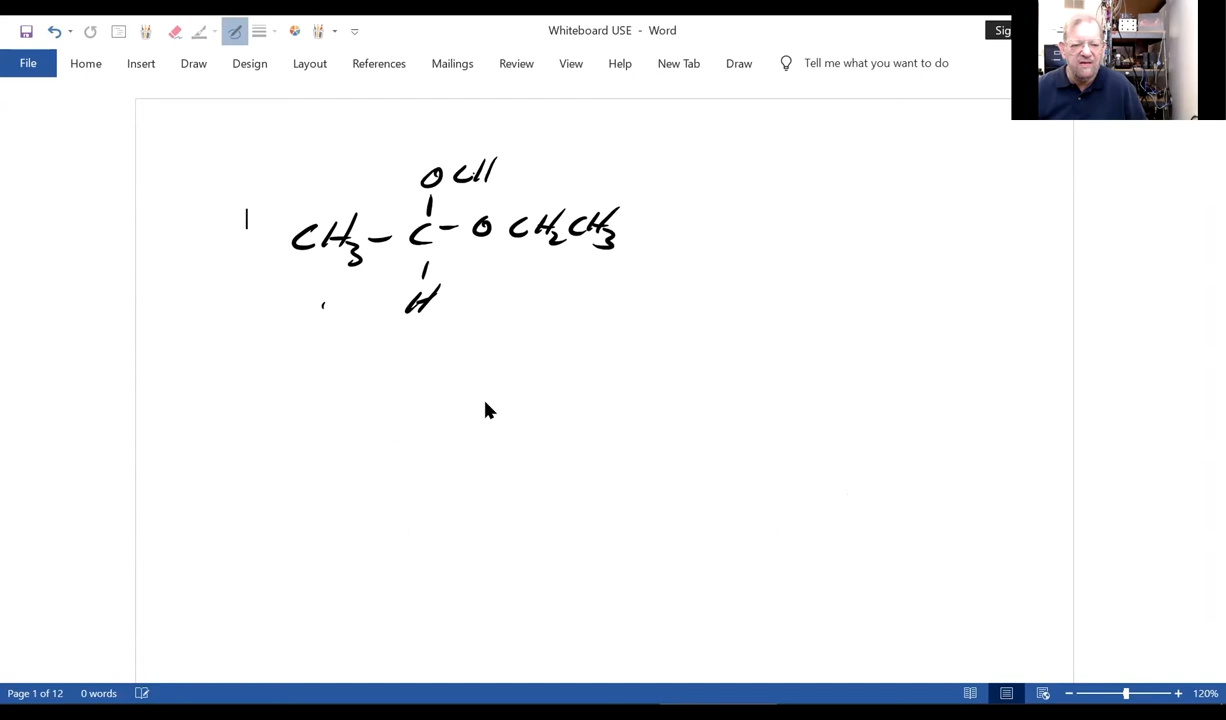 Whiteboard USE - Word
Sig
File Home Insert Draw Design Layout References Mailings Review View Help New Tab Draw Tell me what you want to do
OCH
CH3 - C - O CH2CH3
H
Page 1 of 12 0 words 120%